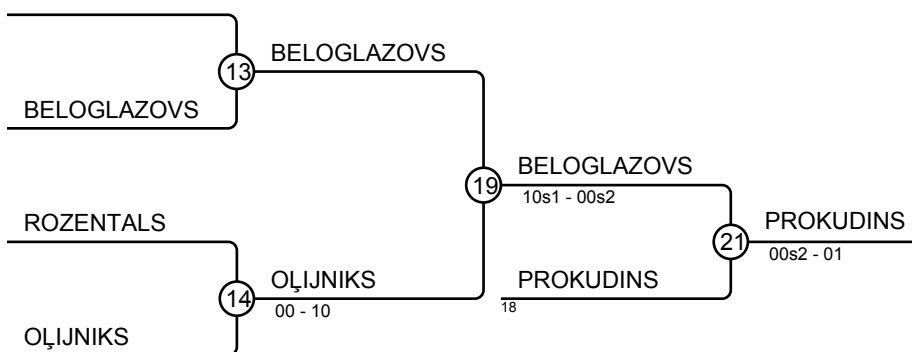 BELOGLAZOVS
13
BELOGLAZOVS
BELOGLAZOVS
19
10s1 - 00s2
ROZENTALS
PROKUDINS
21
00s2 - 01
OĻIJNIKS
PROKUDINS
14
00 - 10
18
OĻIJNIKS